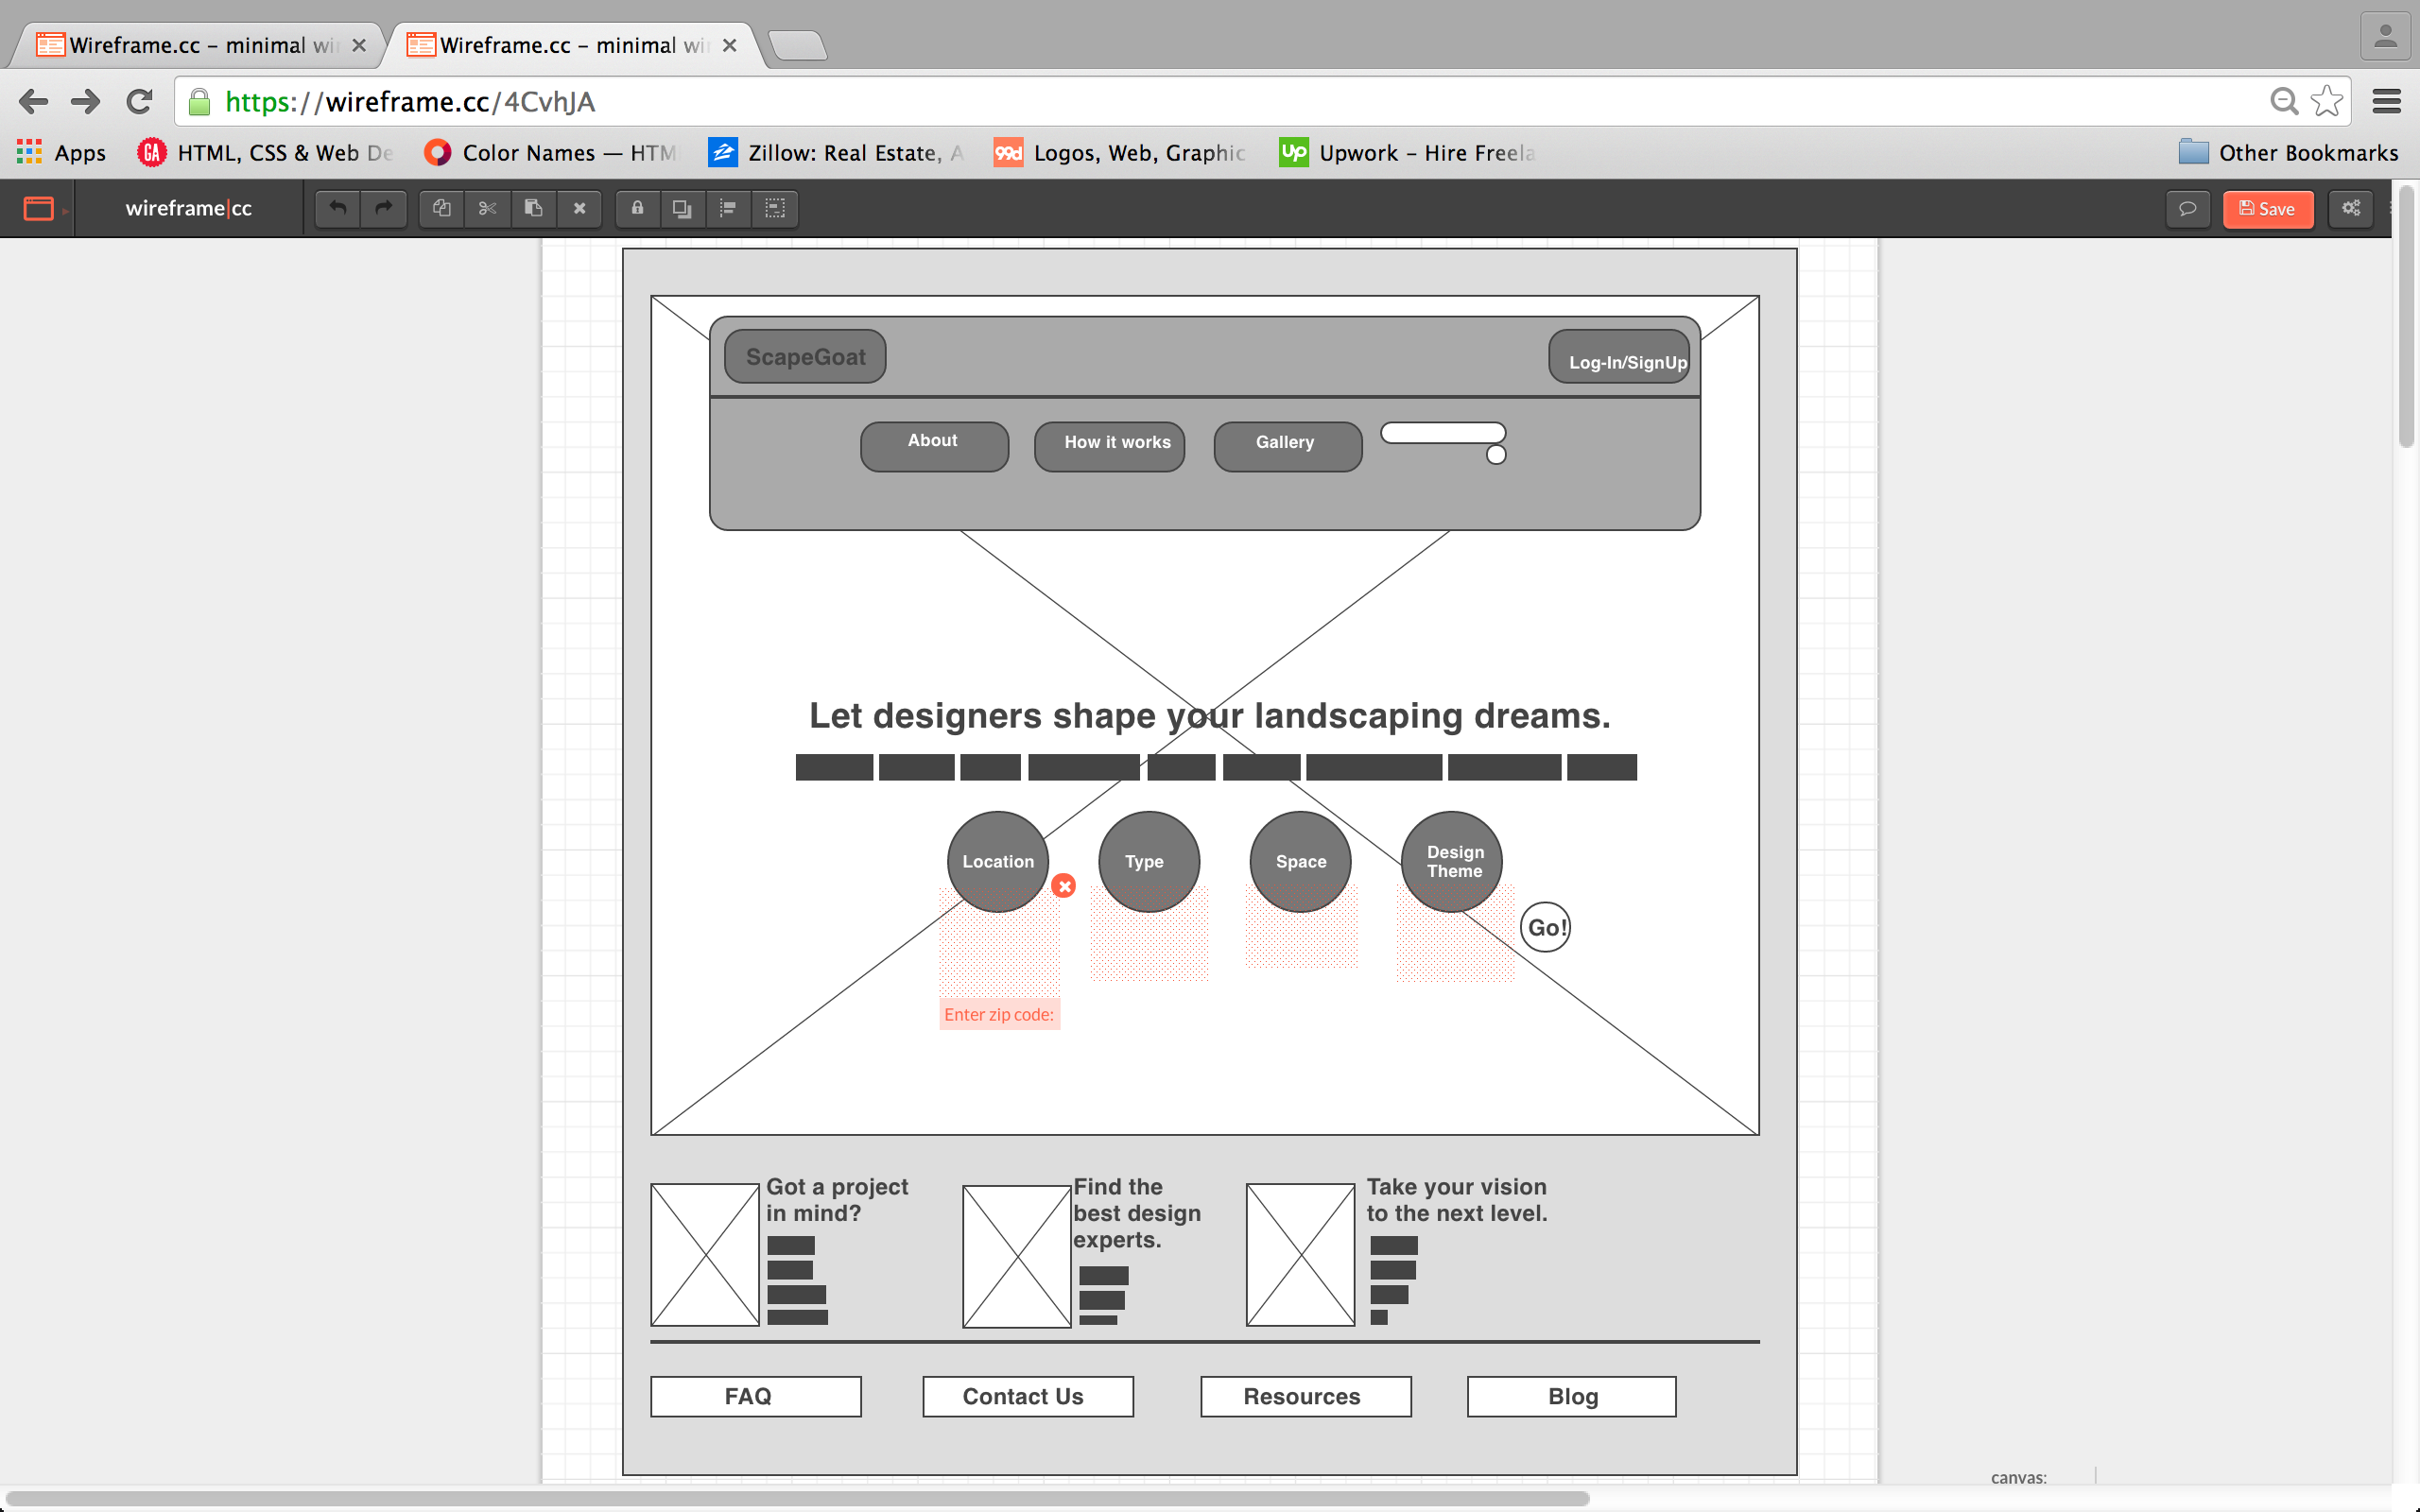 Wireframe.cc – minimal wi
Wireframe.cc – minimal wi
https://wireframe.cc/4CvhJA
Apps
GA
HTML, CSS & Web De
Color Names — HTM
Zillow: Real Estate, A
99d
Logos, Web, Graphic
Up
Upwork – Hire Freela
Other Bookmarks
wireframe|cc
Save
ScapeGoat
Log-In/SignUp
About
How it works
Gallery
Let designers shape your landscaping dreams.
Location
Type
Space
Design
Theme
Go!
Enter zip code:
Got a project
in mind?
Find the
best design
experts.
Take your vision
to the next level.
FAQ
Contact Us
Resources
Blog
canvas: